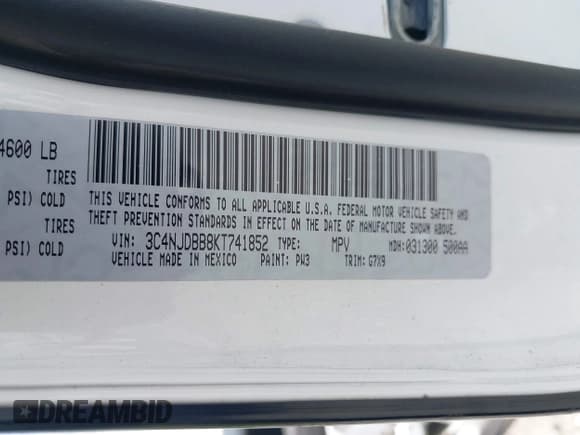 4600 LB
TIRES
PSI) COLD
TIRES
PSI) COLD
THIS VEHICLE CONFORMS TO ALL APPLICABLE U.S.A. FEDERAL MOTOR VEHICLE SAFETY AND
THEFT PREVENTION STANDARDS IN EFFECT ON THE DATE OF MANUFACTURE SHOWN ABOVE.
VIN: 3C4NJDBB8KT741852 TYPE: MPV MDH: 031300 500AA
VEHICLE MADE IN MEXICO PAINT: PW3 TRIM: G7X9
DREAMBID